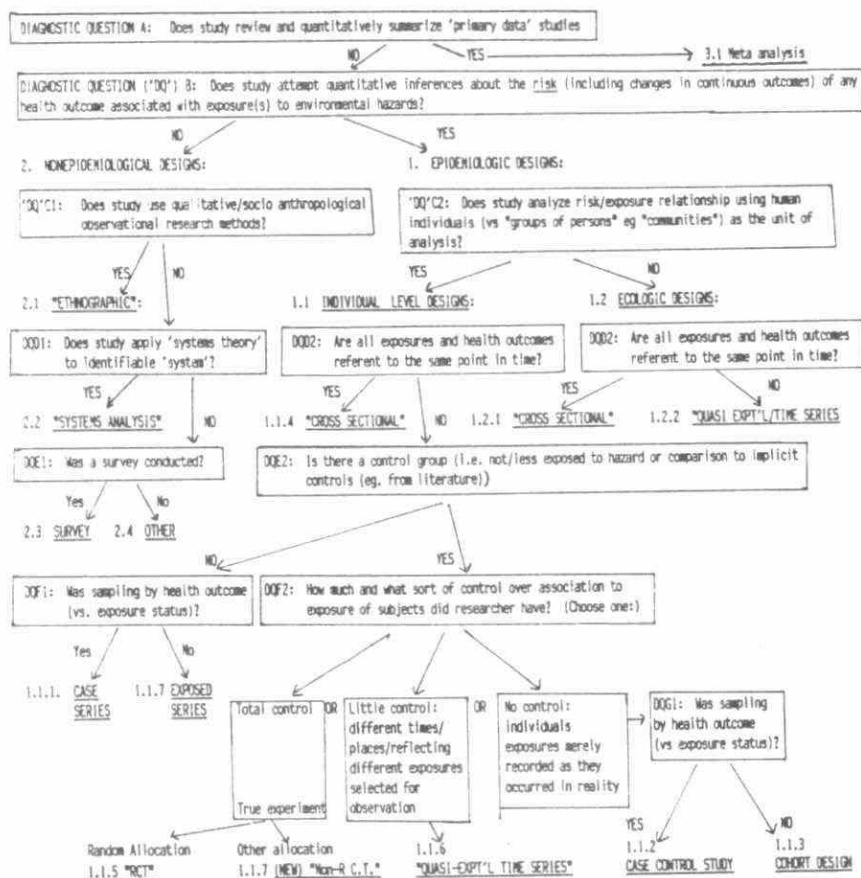 DIAGNOSTIC QUESTION A: Does study review and quantitatively summarize 'primary data' studies
NO YES
3.1 Meta analysis
DIAGNOSTIC QUESTION ('DQ') B: Does study attempt quantitative inferences about the risk (including changes in continuous outcomes) of any
health outcome associated with exposure(s) to environmental hazards?
NO YES
2. NONEPIDEMIOLOGICAL DESIGNS:
1. EPIDEMIOLOGIC DESIGNS:
'DQ'C1: Does study use qualitative/socio anthropological
observational research methods?
'DQ'C2: Does study analyze risk/exposure relationship using human
individuals (vs "groups of persons" eg "communities") as the unit of
analysis?
YES NO
YES NO
2.1 "ETHNOGRAPHIC":
1.1 INDIVIDUAL LEVEL DESIGNS:
1.2 ECOLOGIC DESIGNS:
DQD1: Does study apply 'systems theory'
to identifiable 'system'?
DQD2: Are all exposures and health outcomes
referent to the same point in time?
DQD2: Are all exposures and health outcomes
referent to the same point in time?
YES NO
YES NO
YES NO
2.2 "SYSTEMS ANALYSIS"
1.1.4 "CROSS SECTIONAL"
1.2.1 "CROSS SECTIONAL"
1.2.2 "QUASI EXPT'L/TIME SERIES
DQE1: Was a survey conducted?
DQE2: Is there a control group (i.e. not/less exposed to hazard or comparison to implicit
controls (eg. from literature))
Yes No
2.3 SURVEY 2.4 OTHER
NO YES
DQF1: Was sampling by health outcome
(vs. exposure status)?
DQF2: How much and what sort of control over association to
exposure of subjects did researcher have? (Choose one:)
Yes No
1.1.1. CASE
SERIES
1.1.7 EXPOSED
SERIES
Total control
True experiment
OR
Little control:
different times/
places/reflecting
different exposures
selected for
observation
OR
No control:
individuals
exposures merely
recorded as they
occurred in reality
DQG1: Was sampling
by health outcome
(vs exposure status)?
Random Allocation
1.1.5 "RCT"
Other allocation
1.1.7 (NEW) "Non-R C.T."
1.1.6
"QUASI-EXPT'L TIME SERIES"
YES
1.1.2
CASE CONTROL STUDY
NO
1.1.3
COHORT DESIGN